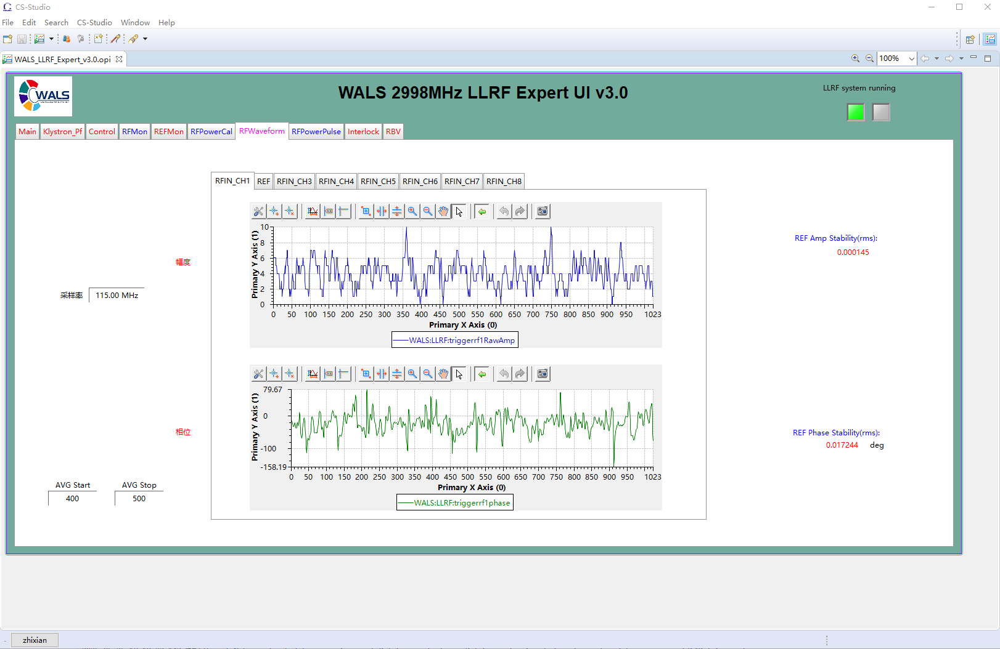 CS-Studio
File Edit Search CS-Studio Window Help
WALS_LLRF_Expert_v3.0.opi
100%
WALS
WALS 2998MHz LLRF Expert UI v3.0
LLRF system running
Main Klystron_Pf Control RFMon REFMon RFPowerCal RFWaveform RFPowerPulse Interlock RBV
RFIN_CH1 REF RFIN_CH3 RFIN_CH4 RFIN_CH5 RFIN_CH6 RFIN_CH7 RFIN_CH8
幅度
采样率 115.00 MHz
Primary Y Axis (1)
10
8
6
4
2
0
0 50 100 150 200 250 300 350 400 450 500 550 600 650 700 750 800 850 900 950 1023
Primary X Axis (0)
WALS:LLRF:triggerrf1RawAmp
REF Amp Stability(rms):
0.000145
相位
Primary Y Axis (1)
79.67
0
-100
-158.19
0 50 100 150 200 250 300 350 400 450 500 550 600 650 700 750 800 850 900 950 1023
Primary X Axis (0)
WALS:LLRF:triggerrf1phase
REF Phase Stability(rms):
0.017244 deg
AVG Start AVG Stop
400 500
zhixian